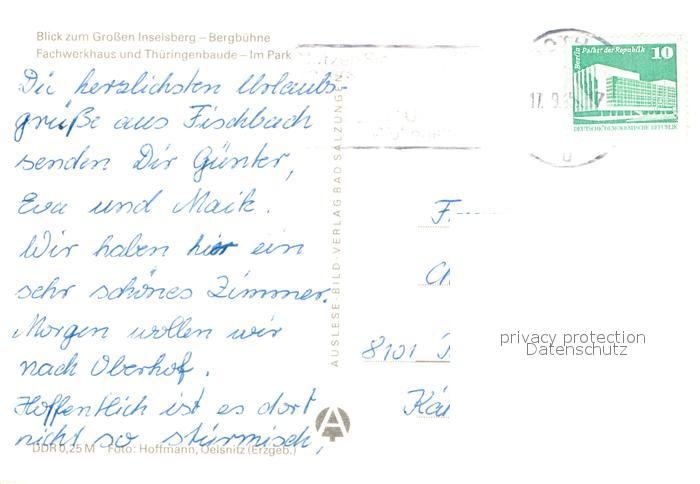 Blick zum Großen Inselsberg – Bergbühne
Fachwerkhaus und Thüringenbaude – Im Park
Die herzlichsten Urlaubs-
grüße aus Fischbach
senden Dir Günter,
Eva und Maik.
Wir haben hier ein
sehr schönes Zimmer.
Morgen wollen wir
nach Oberhof.
Hoffentlich ist es dort
nicht so stürmisch,
DDR 0,25 M Foto: Hoffmann, Oelsnitz (Erzgeb.)
AUSLESE-BILD-VERLAG BAD SALZUNGEN
17. 9.
Berlin Palast der Republik 10
DEUTSCHE DEMOKRATISCHE REPUBLIK
F
8101
Kä
privacy protection
Datenschutz